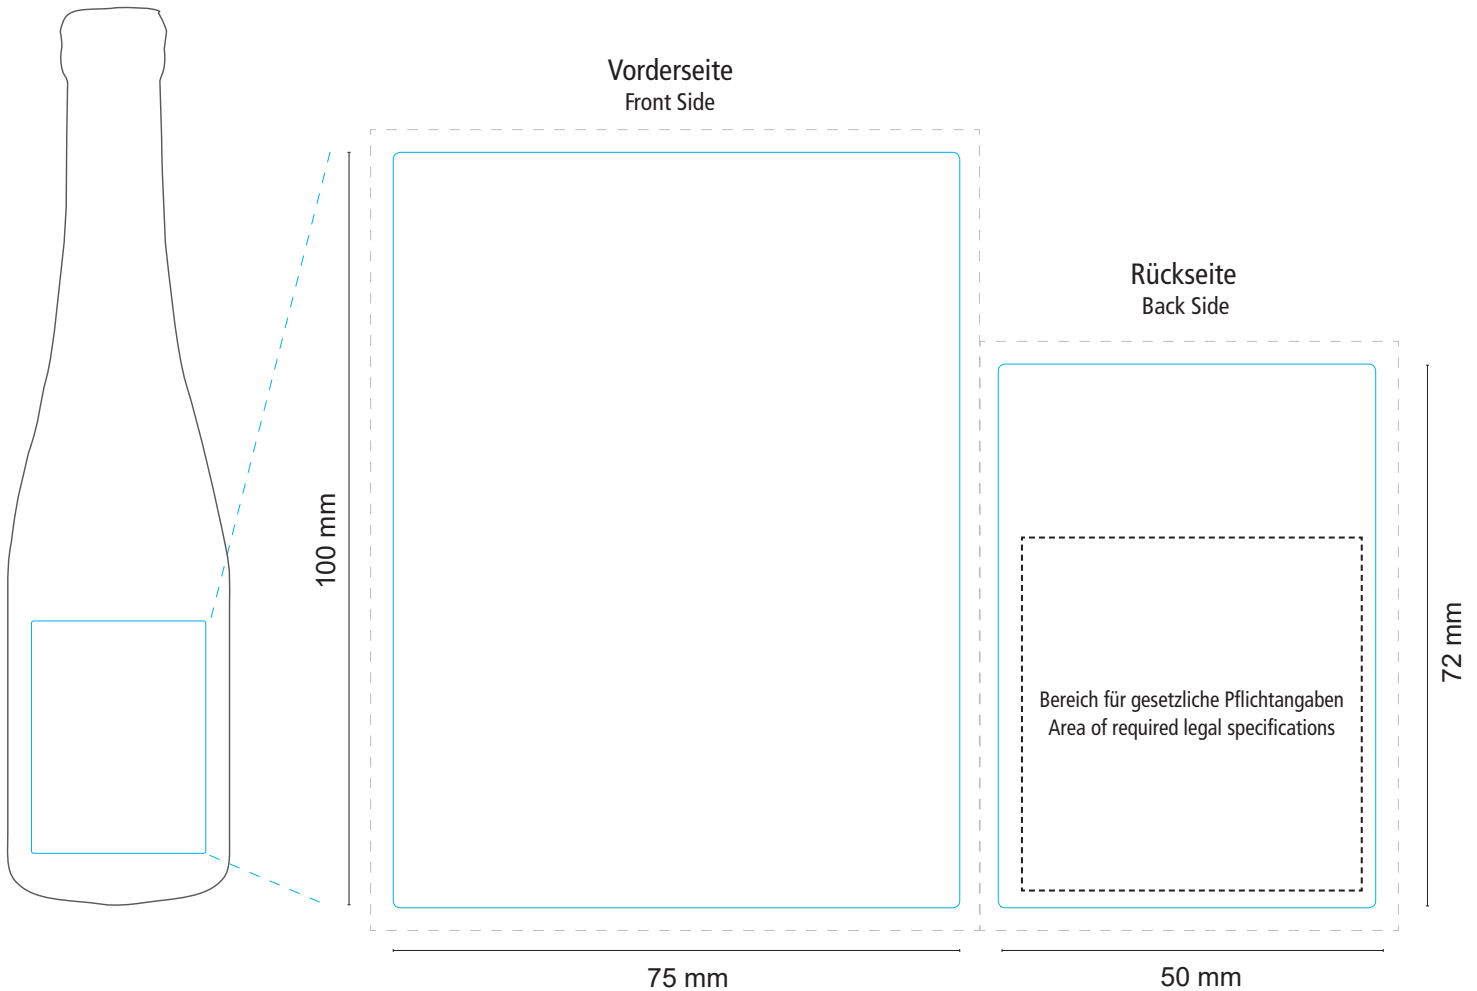 Vorderseite
Front Side
Rückseite
Back Side
100 mm
Bereich für gesetzliche Pflichtangaben
Area of required legal specifications
72 mm
75 mm
50 mm